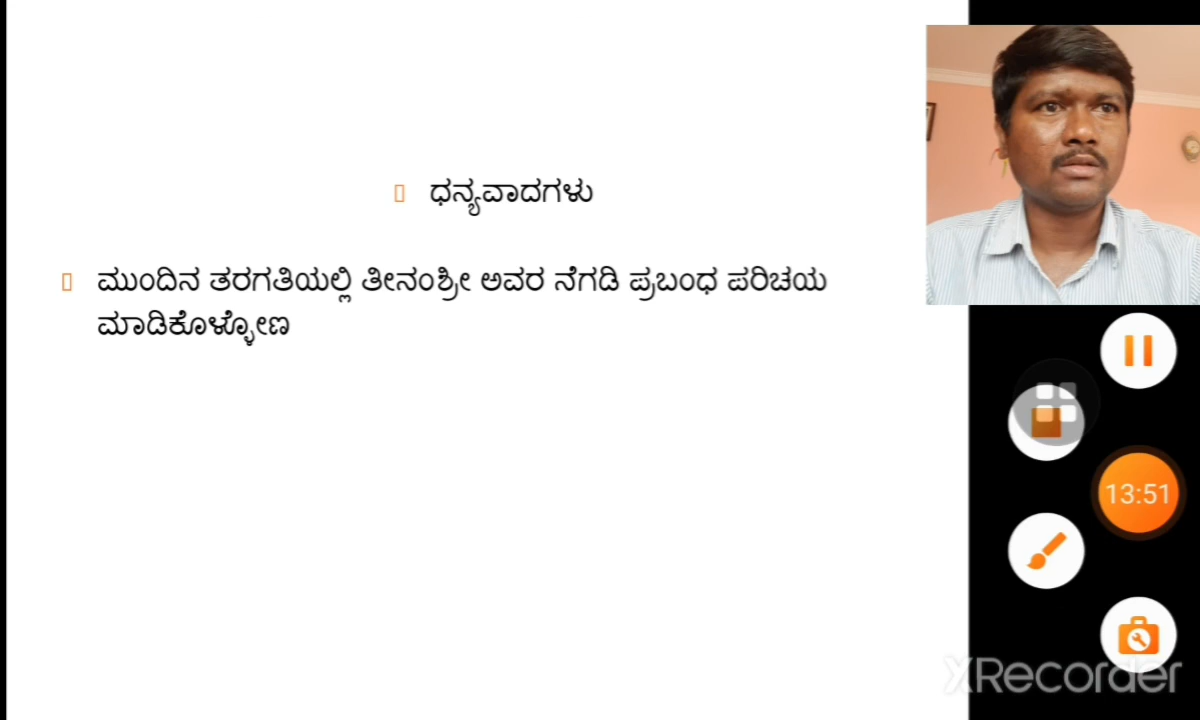 ಧನ್ಯವಾದಗಳು
ಮುಂದಿನ ತರಗತಿಯಲ್ಲಿ ತೀನಂಶ್ರೀ ಅವರ ನೆಗಡಿ ಪ್ರಬಂಧ ಪರಿಚಯ
ಮಾಡಿಕೊಳ್ಳೋಣ
13:51
XRecorder